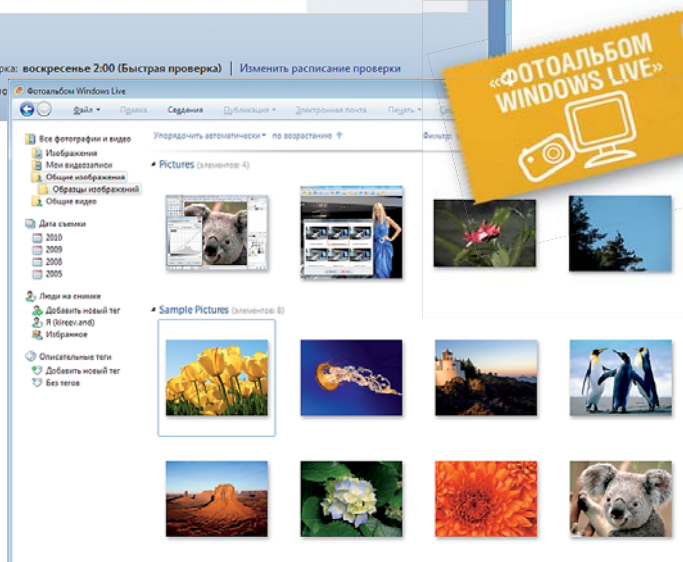 рка: воскресенье 2:00 (Быстрая проверка) | Изменить расписание проверки
«ФОТОАЛЬБОМ
WINDOWS LIVE»
Фотоальбом Windows Live
Файл Правка Сведения Публикация Электронная почта Печать
Упорядочить автоматически по возрастанию Фильтр:
Все фотографии и видео
Изображения
Мои видеозаписи
Общие изображения
Образцы изображений
Общие видео
Дата съемки
2010
2009
2008
2005
Люди на снимке
Добавить новый тег
Я (kireev.and)
Избранное
Описательные теги
Добавить новый тег
Без тегов
Pictures (элементов: 4)
Sample Pictures (элементов: 8)